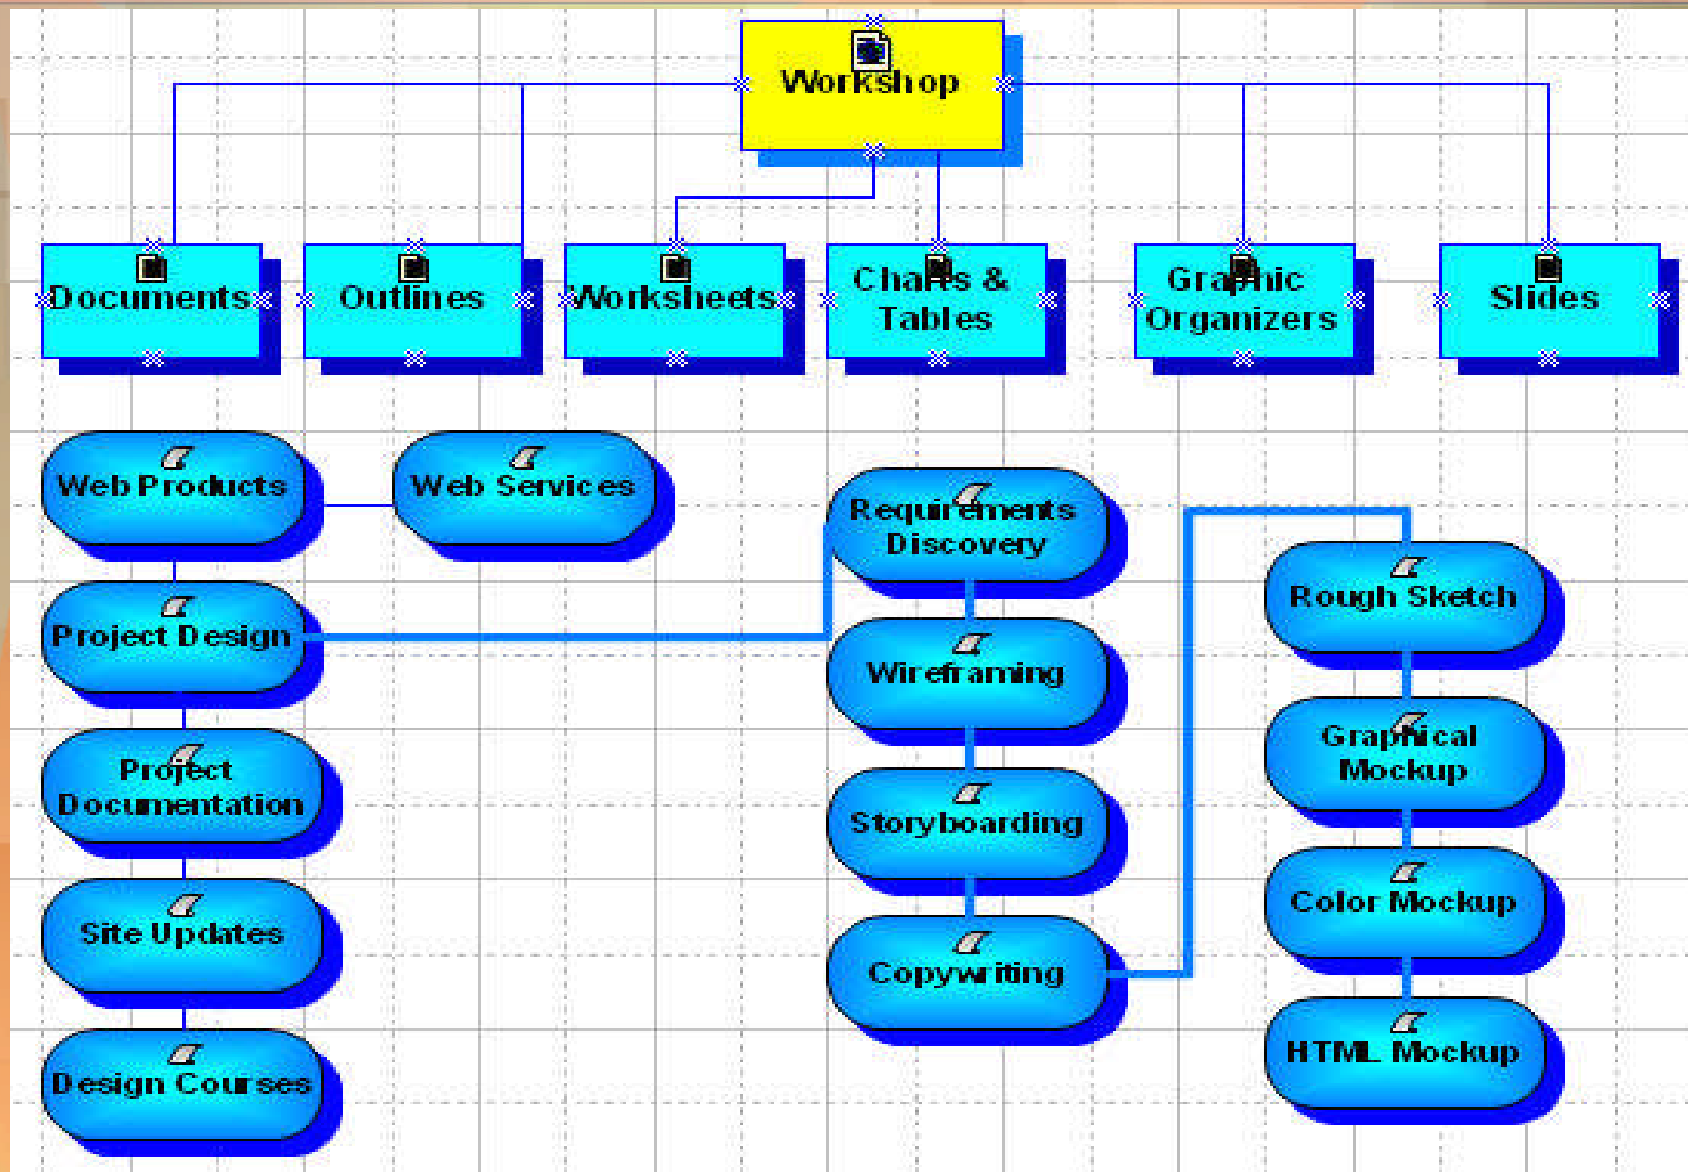 Workshop
Documents
Outlines
Worksheets
Charts &
Tables
Graphic
Organizers
Slides
Web Products
Web Services
Project Design
Project
Documentation
Site Updates
Design Courses
Requirements
Discovery
Wireframing
Storyboarding
Copywriting
Rough Sketch
Graphical
Mockup
Color Mockup
HTML Mockup